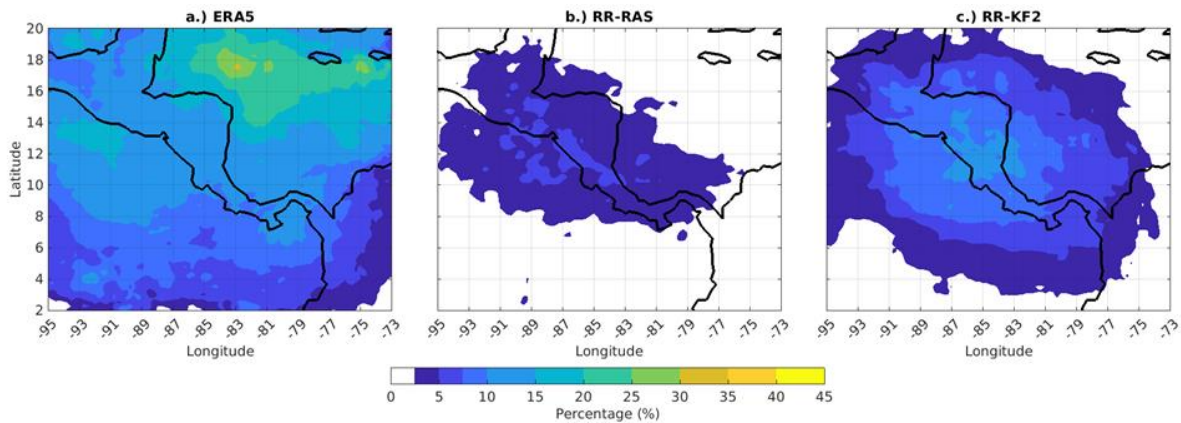 a.) ERA5
b.) RR-RAS
c.) RR-KF2
Latitude
20
18
16
14
12
10
8
6
4
2
-95 -93 -91 -89 -87 -85 -83 -81 -79 -77 -75 -73
-95 -93 -91 -89 -87 -85 -83 -81 -79 -77 -75 -73
-95 -93 -91 -89 -87 -85 -83 -81 -79 -77 -75 -73
Longitude
Longitude
Longitude
0 5 10 15 20 25 30 35 40 45
Percentage (%)